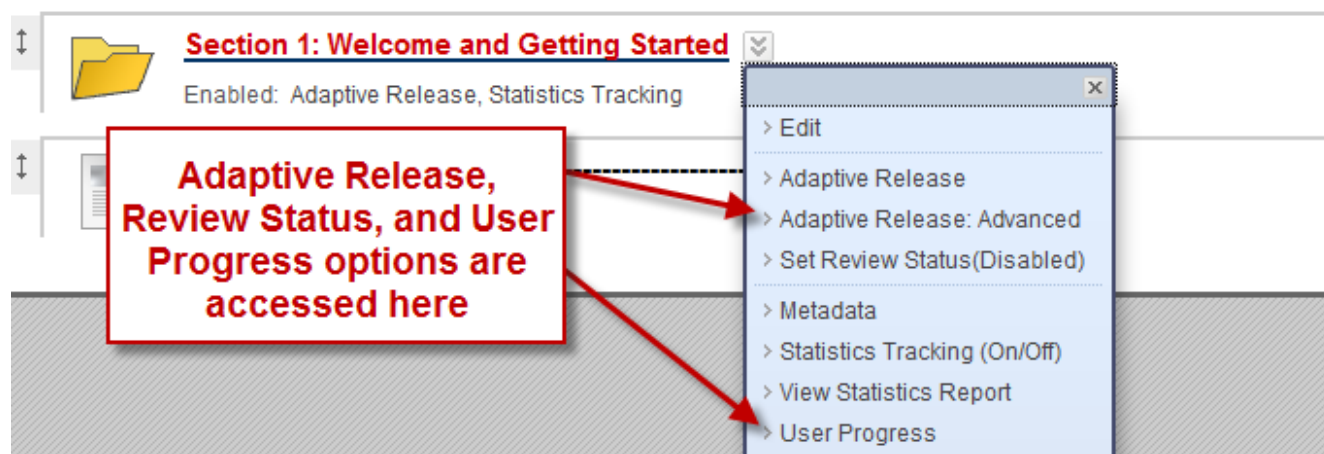 Section 1: Welcome and Getting Started
Enabled: Adaptive Release, Statistics Tracking
Adaptive Release,
Review Status, and User
Progress options are
accessed here
> Edit
> Adaptive Release
> Adaptive Release: Advanced
> Set Review Status(Disabled)
> Metadata
> Statistics Tracking (On/Off)
> View Statistics Report
> User Progress